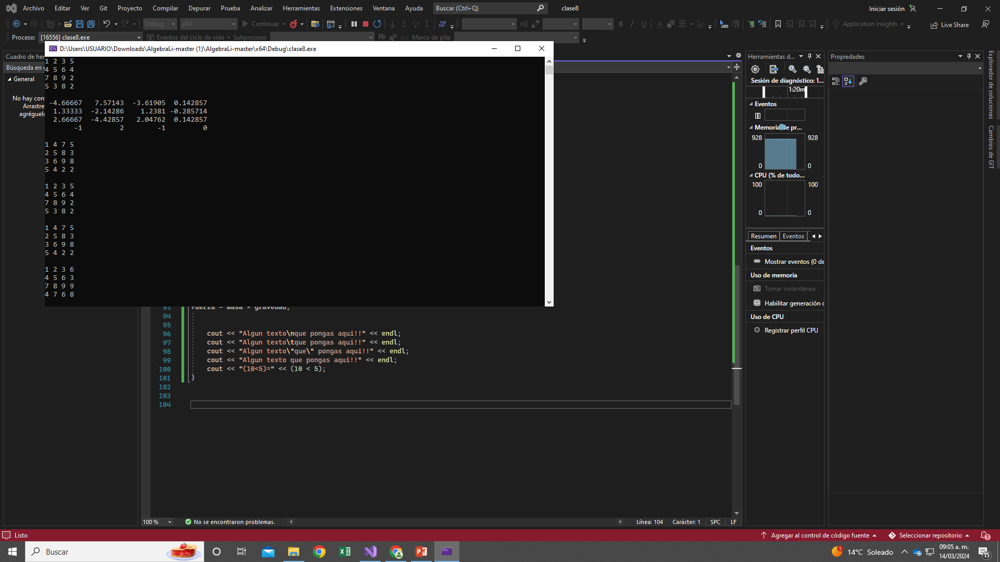 Archivo Editar Ver Git Proyecto Compilar Depurar Prueba Analizar Herramientas Extensiones Ventana Ayuda Buscar (Ctrl+Q) clase8 Iniciar sesión
Debug x64 Continuar Application Insights Live Share
Proceso: [16556] clase8.exe Eventos del ciclo de vida Subproceso: Marco de pila:
D:\Users\USUARIO\Downloads\AlgebraLi-master (1)\AlgebraLi-master\x64\Debug\clase8.exe
Cuadro de her
Búsqueda en
General
No hay con
Arrastre
agréguelo
1 2 3 5
4 5 6 4
7 8 9 2
5 3 8 2
-4.66667 7.57143 -3.61905 0.142857
1.33333 -2.14286 1.2381 -0.285714
2.66667 -4.42857 2.04762 0.142857
-1 2 -1 0
1 4 7 5
2 5 8 3
3 6 9 8
5 4 2 2
1 2 3 5
4 5 6 4
7 8 9 2
5 3 8 2
1 4 7 5
2 5 8 3
3 6 9 8
5 4 2 2
1 2 3 6
4 5 6 3
7 8 9 9
4 7 6 8
93 fuerza = masa * gravedad;
94
95
96 cout << "Algun texto\nque pongas aqui!!" << endl;
97 cout << "Algun texto\tque pongas aqui!!" << endl;
98 cout << "Algun texto\"que\" pongas aqui!!" << endl;
99 cout << "Algun texto que pongas aqui!!" << endl;
100 cout << "(10<5)=" << (10 < 5);
101 }
102
103
104
100 % No se encontraron problemas. Línea: 104 Carácter: 1 SPC LF
Herramientas d...
Sesión de diagnóstico: 1...
1:20m
Eventos
Memoria de pr...
928 928
0 0
CPU (% de todo...
100 100
0 0
Resumen Eventos
Eventos
Mostrar eventos (0 de
Uso de memoria
Tomar instantánea
Habilitar generación d
Uso de CPU
Registrar perfil CPU
Propiedades
Explorador de soluciones
Cambios de GIT
Listo Agregar al control de código fuente Seleccionar repositorio 1
Buscar
1 14°C Soleado
09:05 a. m.
14/03/2024
15